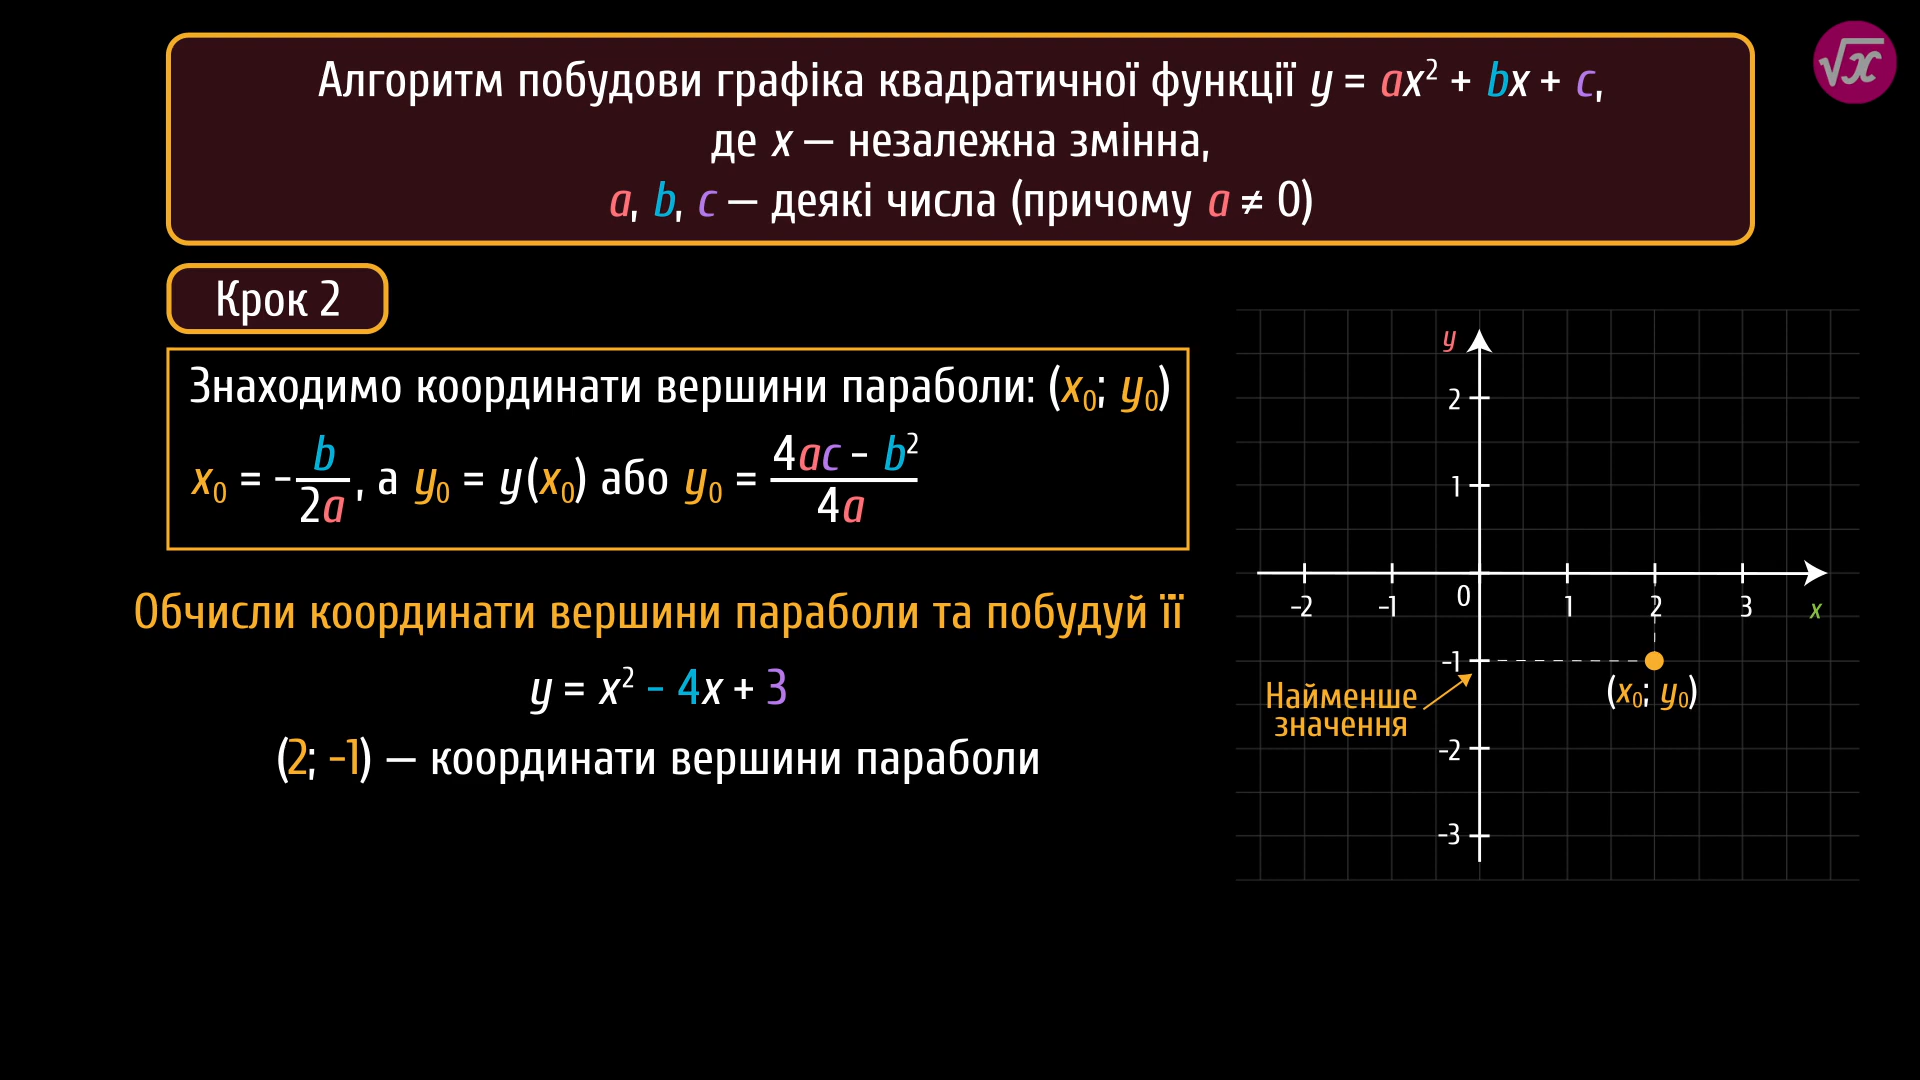 Алгоритм побудови графіка квадратичної функції y = ax² + bx + c,
де x — незалежна змінна,
a, b, c — деякі числа (причому a ≠ 0)
√x
Крок 2
Знаходимо координати вершини параболи: (x₀; y₀)
x₀ = -b/2a, а y₀ = y(x₀) або y₀ = (4ac - b²)/4a
Обчисли координати вершини параболи та побудуй її
y = x² - 4x + 3
(2; -1) — координати вершини параболи
y
2
1
-2 -1 0 1 2 3 x
-1
(x₀; y₀)
Найменше
значення
-2
-3